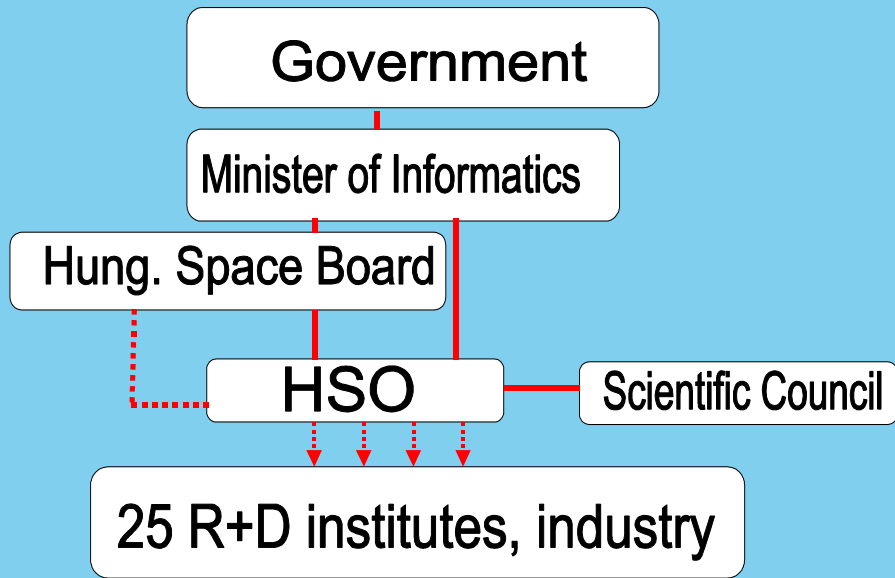 Government
Minister of Informatics
Hung. Space Board
HSO
Scientific Council
25 R+D institutes, industry